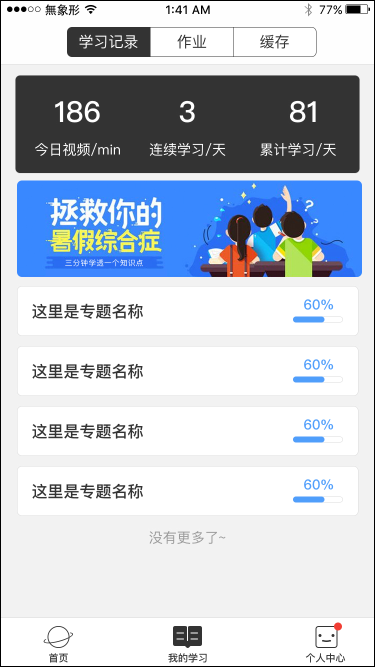 無象形 1:41 AM 77%
学习记录 作业 缓存
186 3 81
今日视频/min 连续学习/天 累计学习/天
拯救你的
暑假综合症
三分钟学透一个知识点
60%
这里是专题名称
60%
这里是专题名称
60%
这里是专题名称
60%
这里是专题名称
没有更多了~
首页 我的学习 个人中心